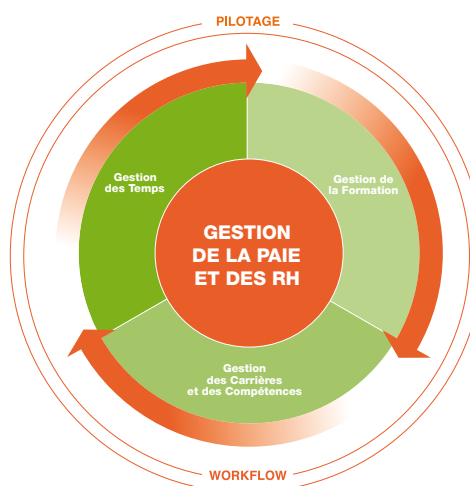 PILOTAGE
Gestion
des Temps
Gestion de
la Formation
GESTION
DE LA PAIE
ET DES RH
Gestion
des Carrières
et des Compétences
WORKFLOW